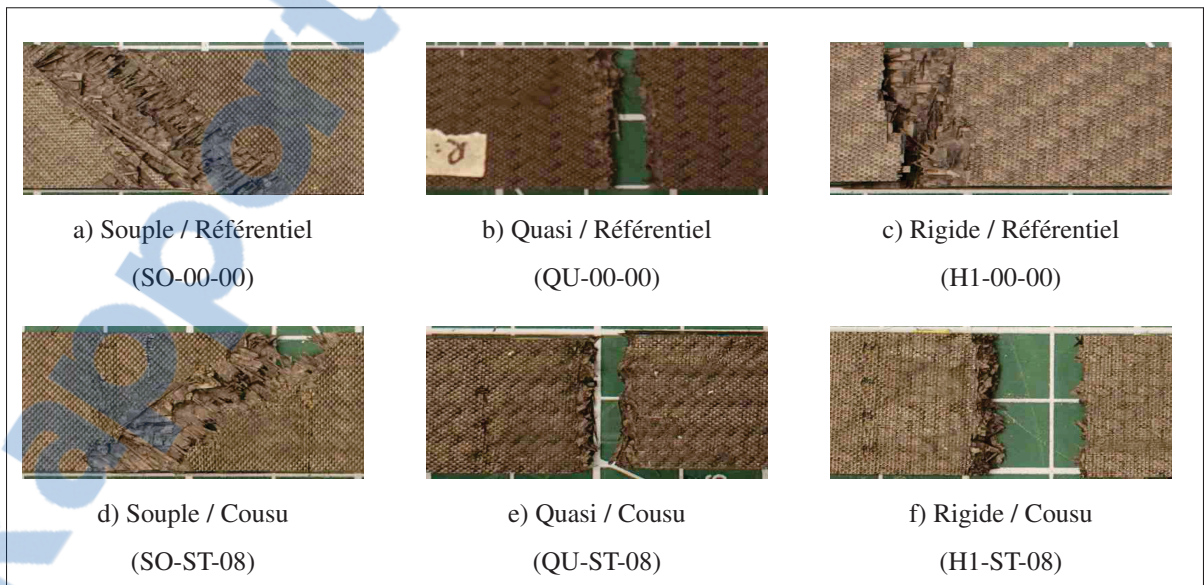 a) Souple / Référentiel
(SO-00-00)
b) Quasi / Référentiel
(QU-00-00)
c) Rigide / Référentiel
(H1-00-00)
d) Souple / Cousu
(SO-ST-08)
e) Quasi / Cousu
(QU-ST-08)
f) Rigide / Cousu
(H1-ST-08)